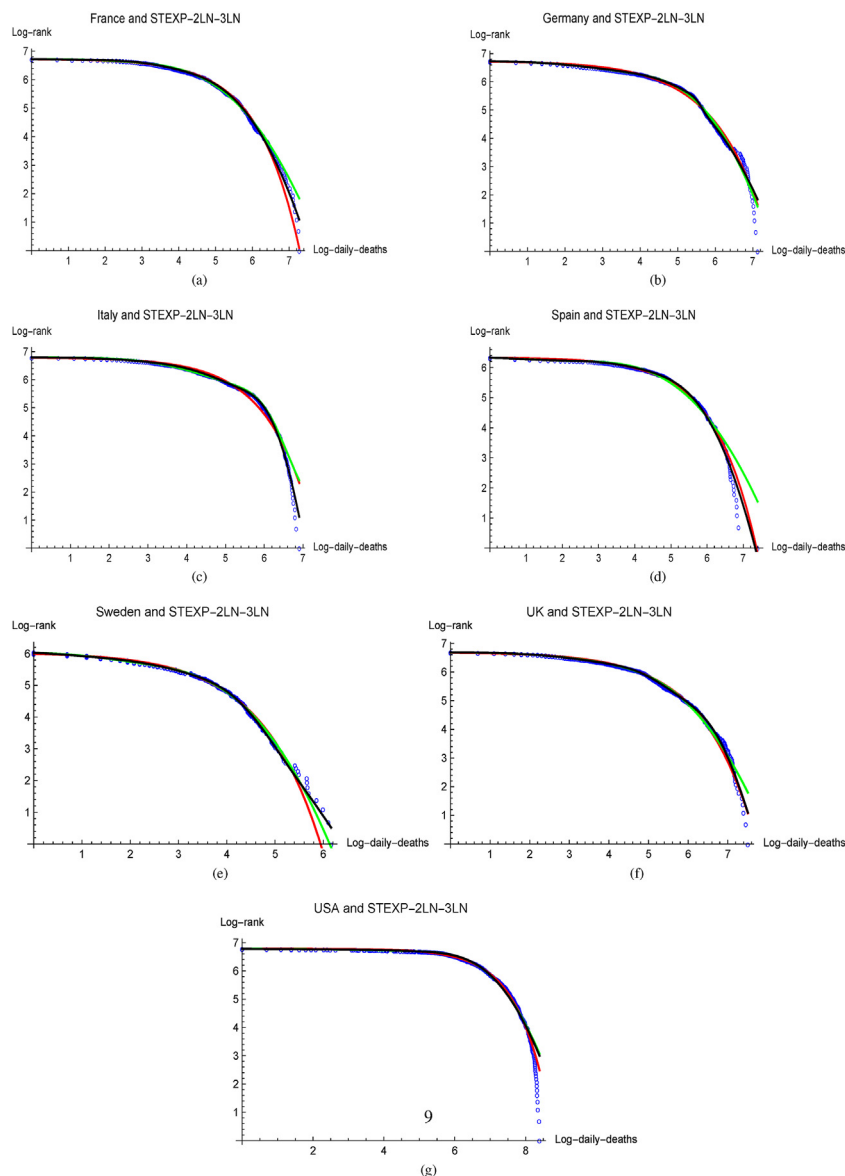 France and STEXP−2LN−3LN
Log−rank
7
6
5
4
3
2
1
1 2 3 4 5 6 7
Log−daily−deaths
(a)
Germany and STEXP−2LN−3LN
Log−rank
7
6
5
4
3
2
1
1 2 3 4 5 6 7
Log−daily−deaths
(b)
Italy and STEXP−2LN−3LN
Log−rank
7
6
5
4
3
2
1
1 2 3 4 5 6 7
Log−daily−deaths
(c)
Spain and STEXP−2LN−3LN
Log−rank
6
5
4
3
2
1
1 2 3 4 5 6 7
Log−daily−deaths
(d)
Sweden and STEXP−2LN−3LN
Log−rank
6
5
4
3
2
1
0 1 2 3 4 5 6
Log−daily−deaths
(e)
UK and STEXP−2LN−3LN
Log−rank
7
6
5
4
3
2
1
0 1 2 3 4 5 6 7
Log−daily−deaths
(f)
USA and STEXP−2LN−3LN
Log−rank
7
6
5
4
3
2
1
9
2 4 6 8
Log−daily−deaths
(g)